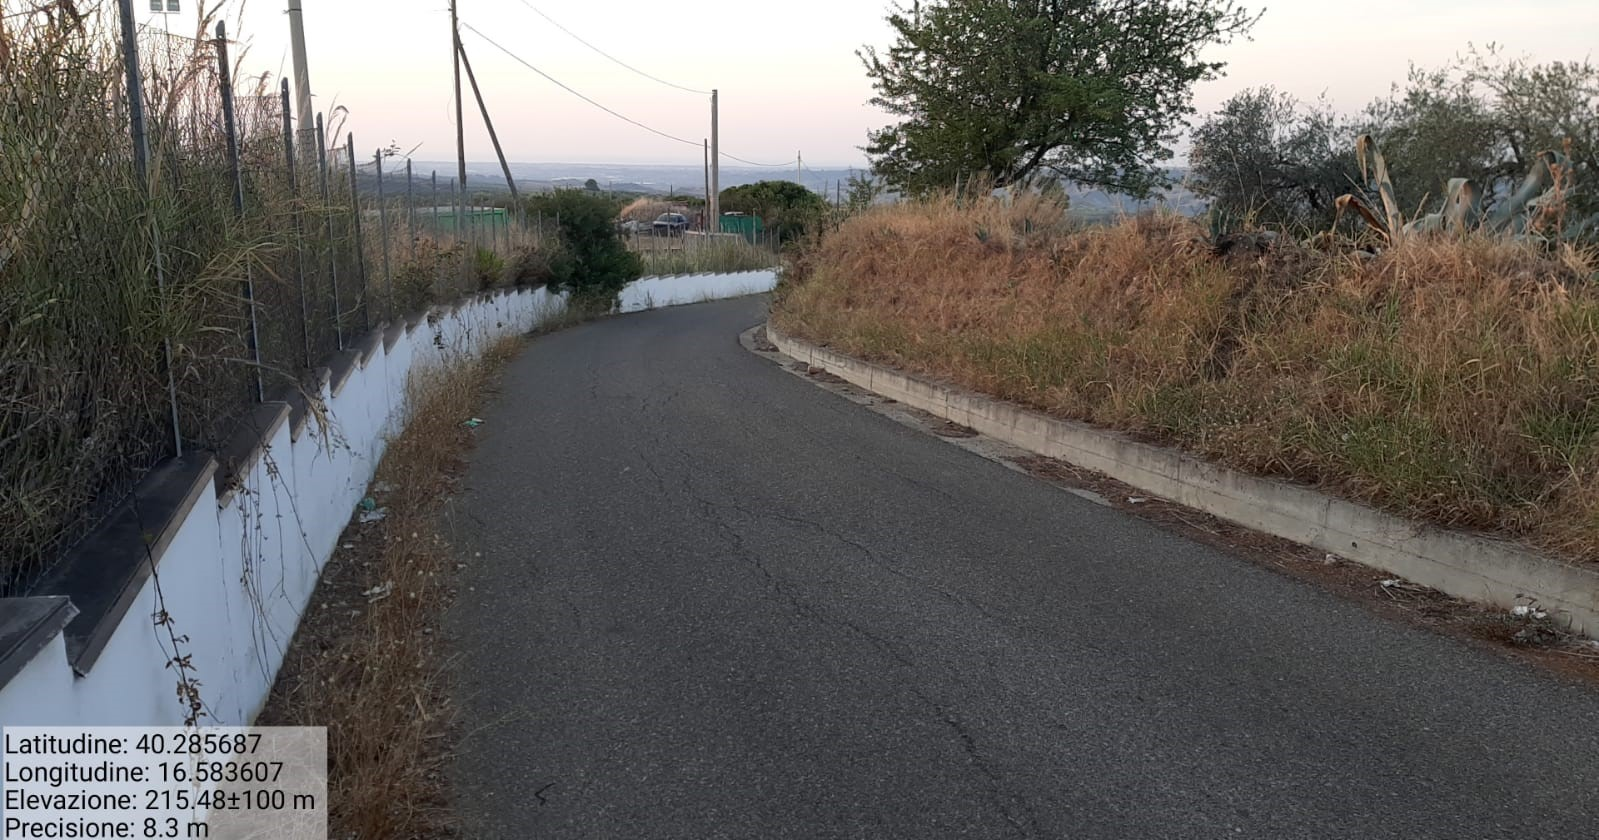 Latitudine: 40.285687
Longitudine: 16.583607
Elevazione: 215.48±100 m
Precisione: 8.3 m